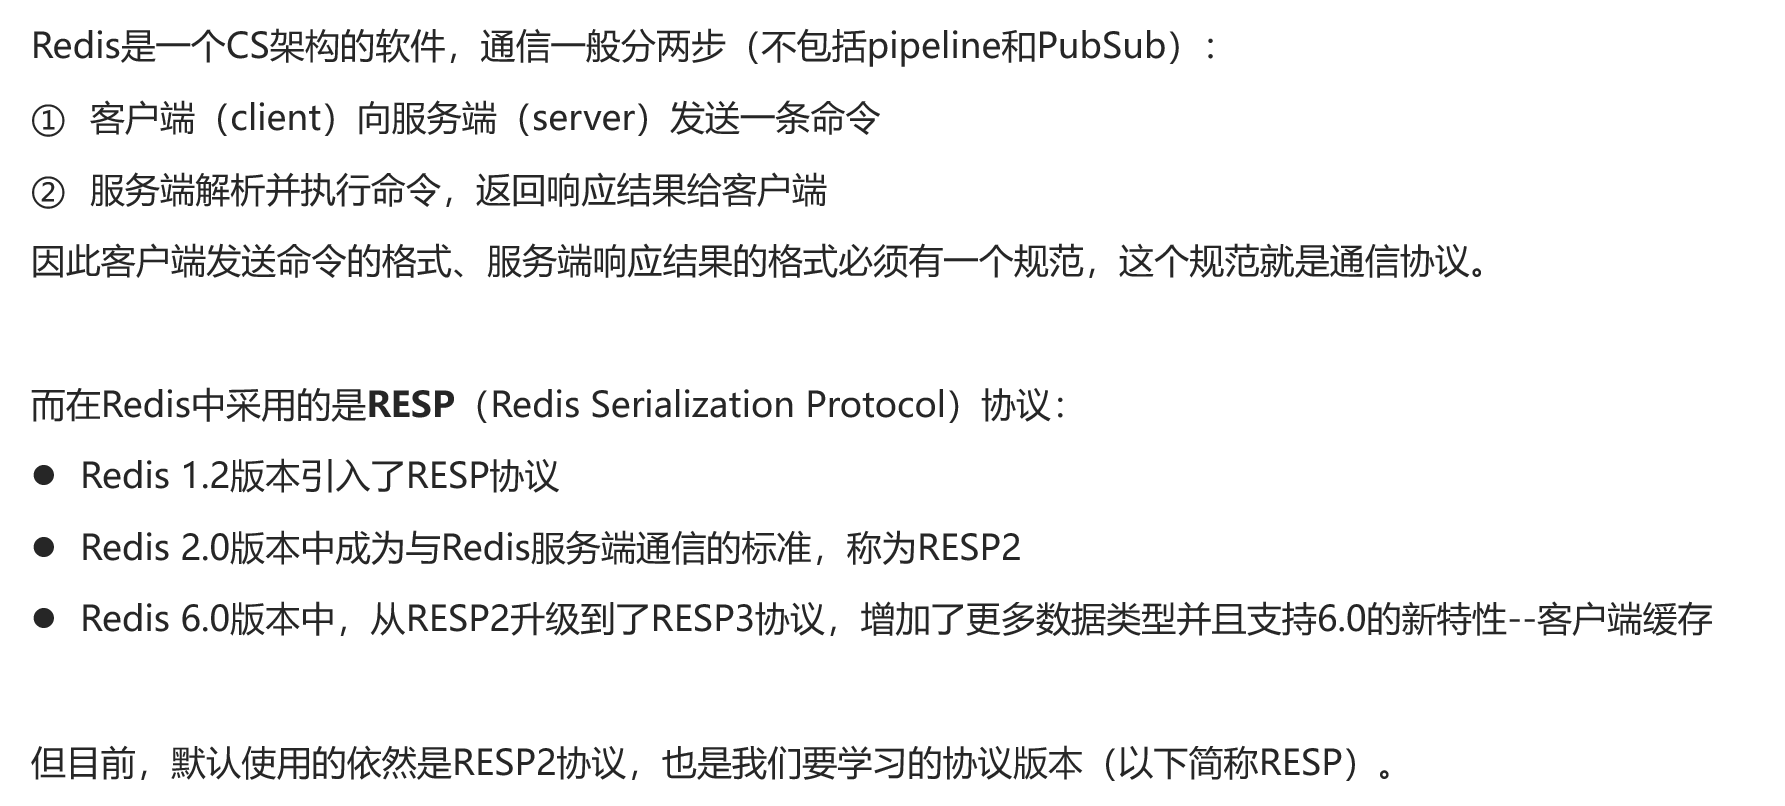 Redis是一个CS架构的软件，通信一般分两步（不包括pipeline和PubSub）：
① 客户端（client）向服务端（server）发送一条命令
② 服务端解析并执行命令，返回响应结果给客户端
因此客户端发送命令的格式、服务端响应结果的格式必须有一个规范，这个规范就是通信协议。
而在Redis中采用的是RESP（Redis Serialization Protocol）协议：
● Redis 1.2版本引入了RESP协议
● Redis 2.0版本中成为与Redis服务端通信的标准，称为RESP2
● Redis 6.0版本中，从RESP2升级到了RESP3协议，增加了更多数据类型并且支持6.0的新特性--客户端缓存
但目前，默认使用的依然是RESP2协议，也是我们要学习的协议版本（以下简称RESP）。